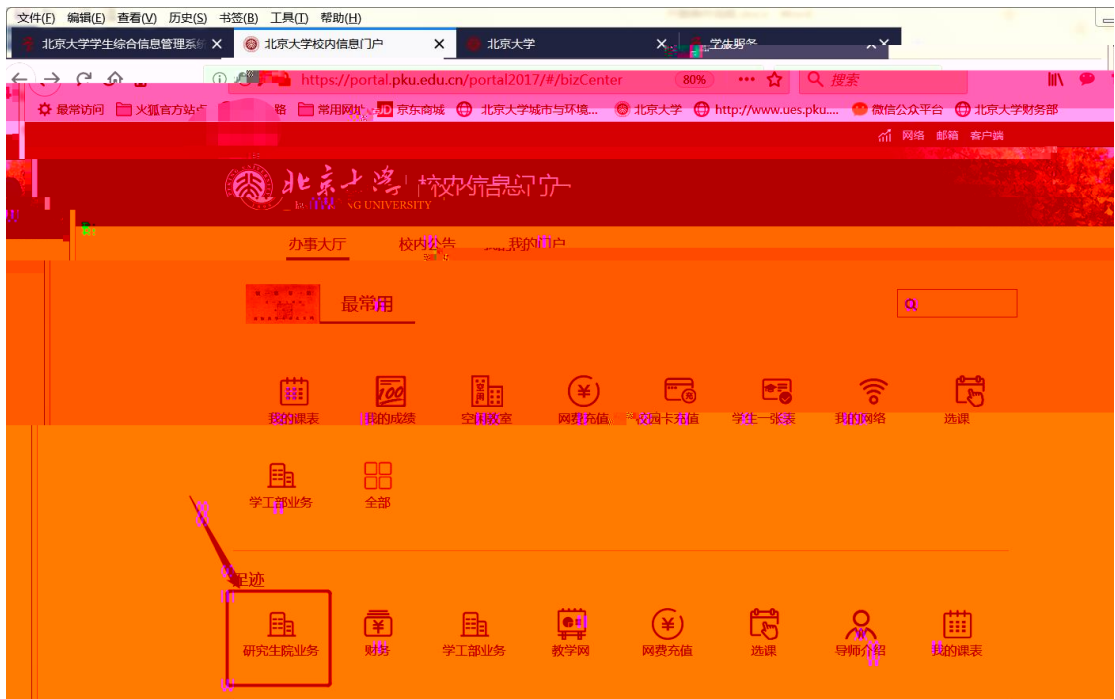 文件(F) 编辑(E) 查看(V) 历史(S) 书签(B) 工具(T) 帮助(H)
北京大学学生综合信息管理系统 × 北京大学校内信息门户 × 北京大学 × ×
https://portal.pku.edu.cn/portal2017/#/bizCenter 80% ••• 搜索
最常访问 火狐官方站点 常用网址 JD 京东商城 北京大学城市与环境... 北京大学 http://www.ues.pku.... 微信公众平台 北京大学财务部
网络 邮箱 客户端
北京大学 校内信息门户
UNIVERSITY
办事大厅 校内公告 我的门户
最常用
我的课表 我的成绩 空闲教室 网费充值 校园卡充值 学生一张表 我的网络 选课
学工部业务 全部
足迹
研究生院业务 财务 学工部业务 教学网 网费充值 选课 导师介绍 我的课表